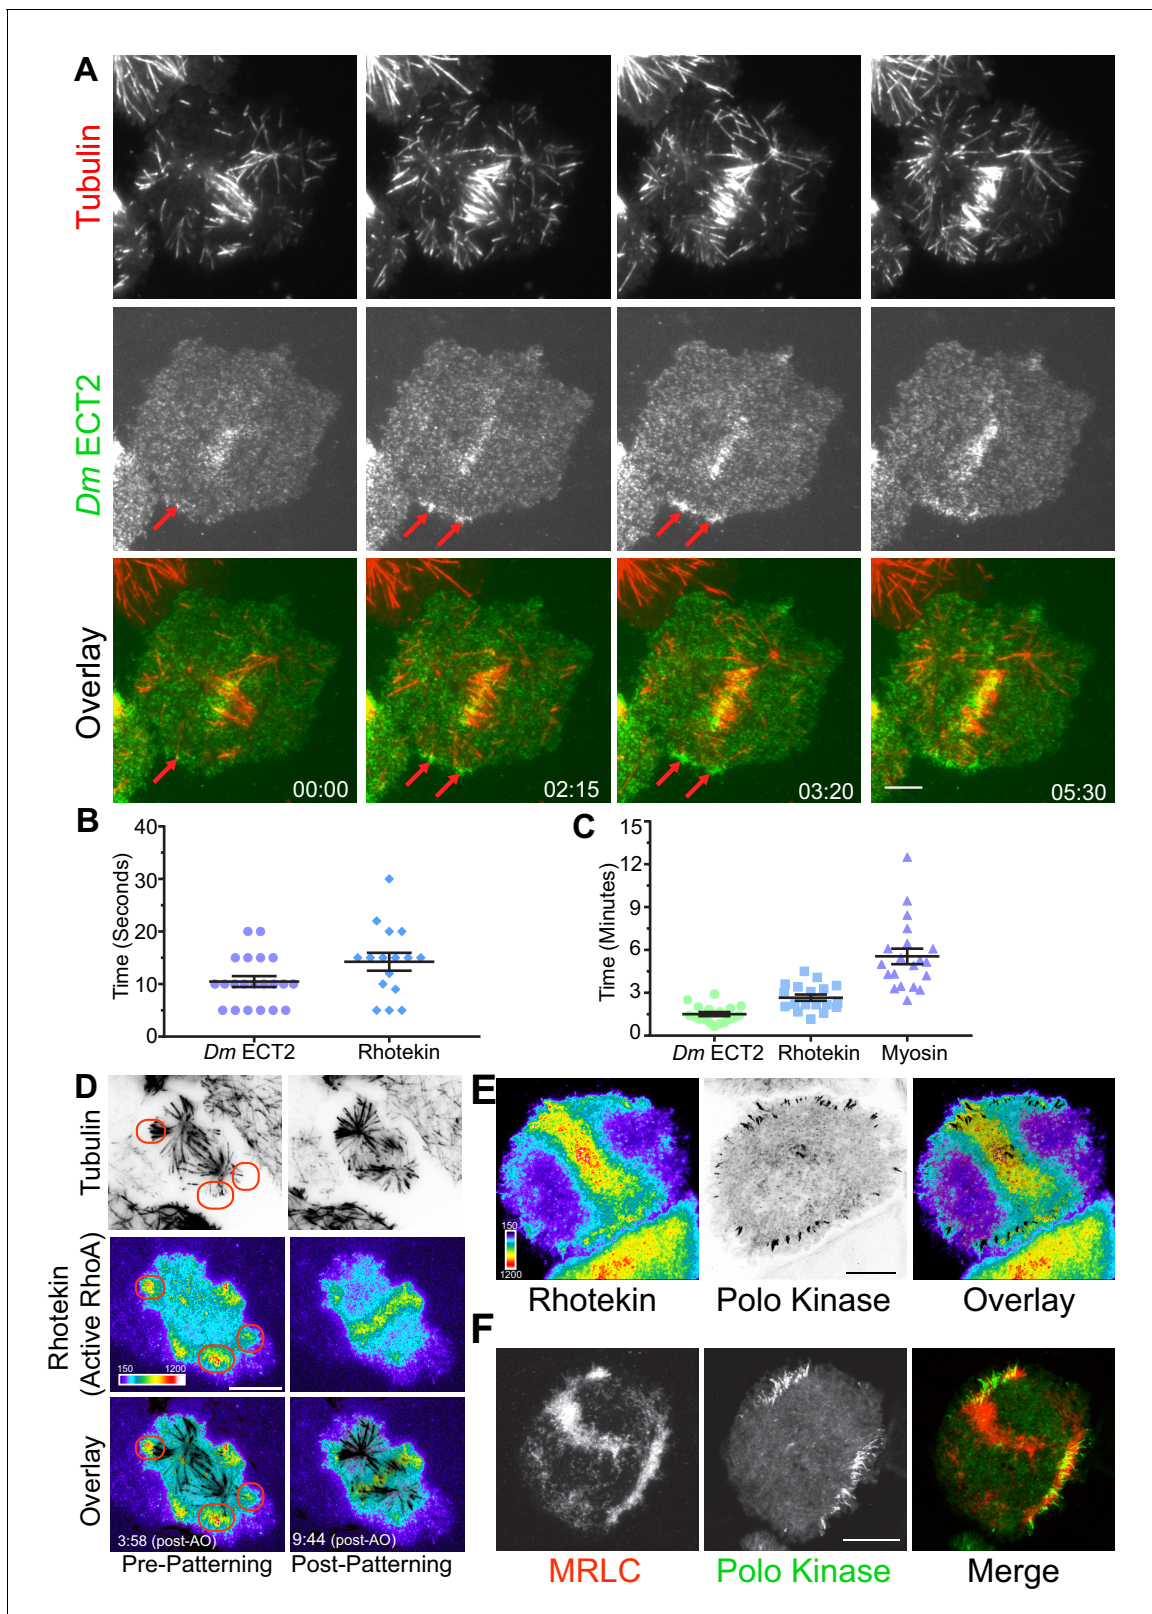 A
Tubulin
Dm ECT2
Overlay
00:00
02:15
03:20
05:30
B
Time (Seconds)
40
30
20
10
0
Dm ECT2
Rhotekin
C
Time (Minutes)
15
12
9
6
3
0
Dm ECT2
Rhotekin
Myosin
D
Tubulin
Rhotekin
(Active RhoA)
150
1200
Overlay
3:58 (post-AO)
9:44 (post-AO)
Pre-Patterning
Post-Patterning
E
150
1200
Rhotekin
Polo Kinase
Overlay
F
MRLC
Polo Kinase
Merge